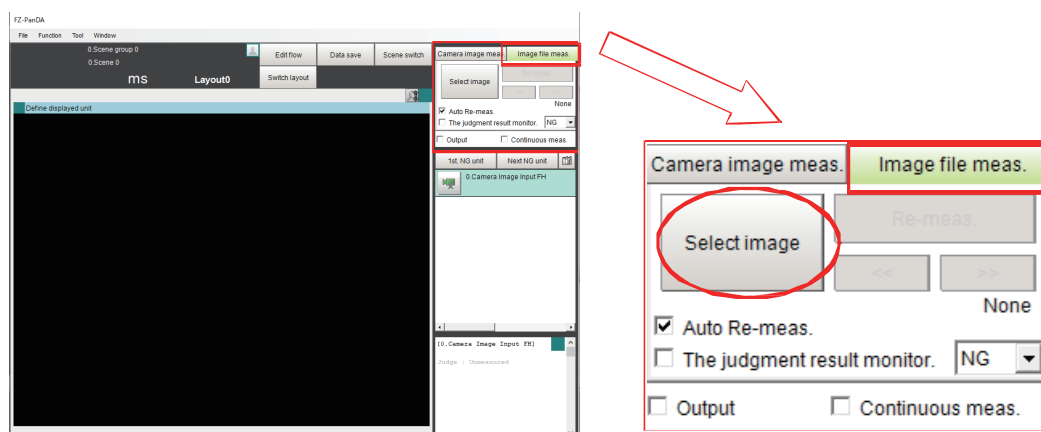 FZ-PanDA
File Function Tool Window
0.Scene group 0
0.Scene 0
ms Layout0
Edit flow Data save Scene switch
Switch layout
Define displayed unit
Camera image mea. Image file meas.
Select image Re-meas.
<< >>
None
Auto Re-meas.
The judgment result monitor. NG
Output Continuous meas.
1st. NG unit Next NG unit
0.Camera Image Input FH
[0.Camera Image Input FH]
Judge : Unmeasured
Camera image meas. Image file meas.
Select image Re-meas.
<< >>
None
Auto Re-meas.
The judgment result monitor. NG
Output Continuous meas.